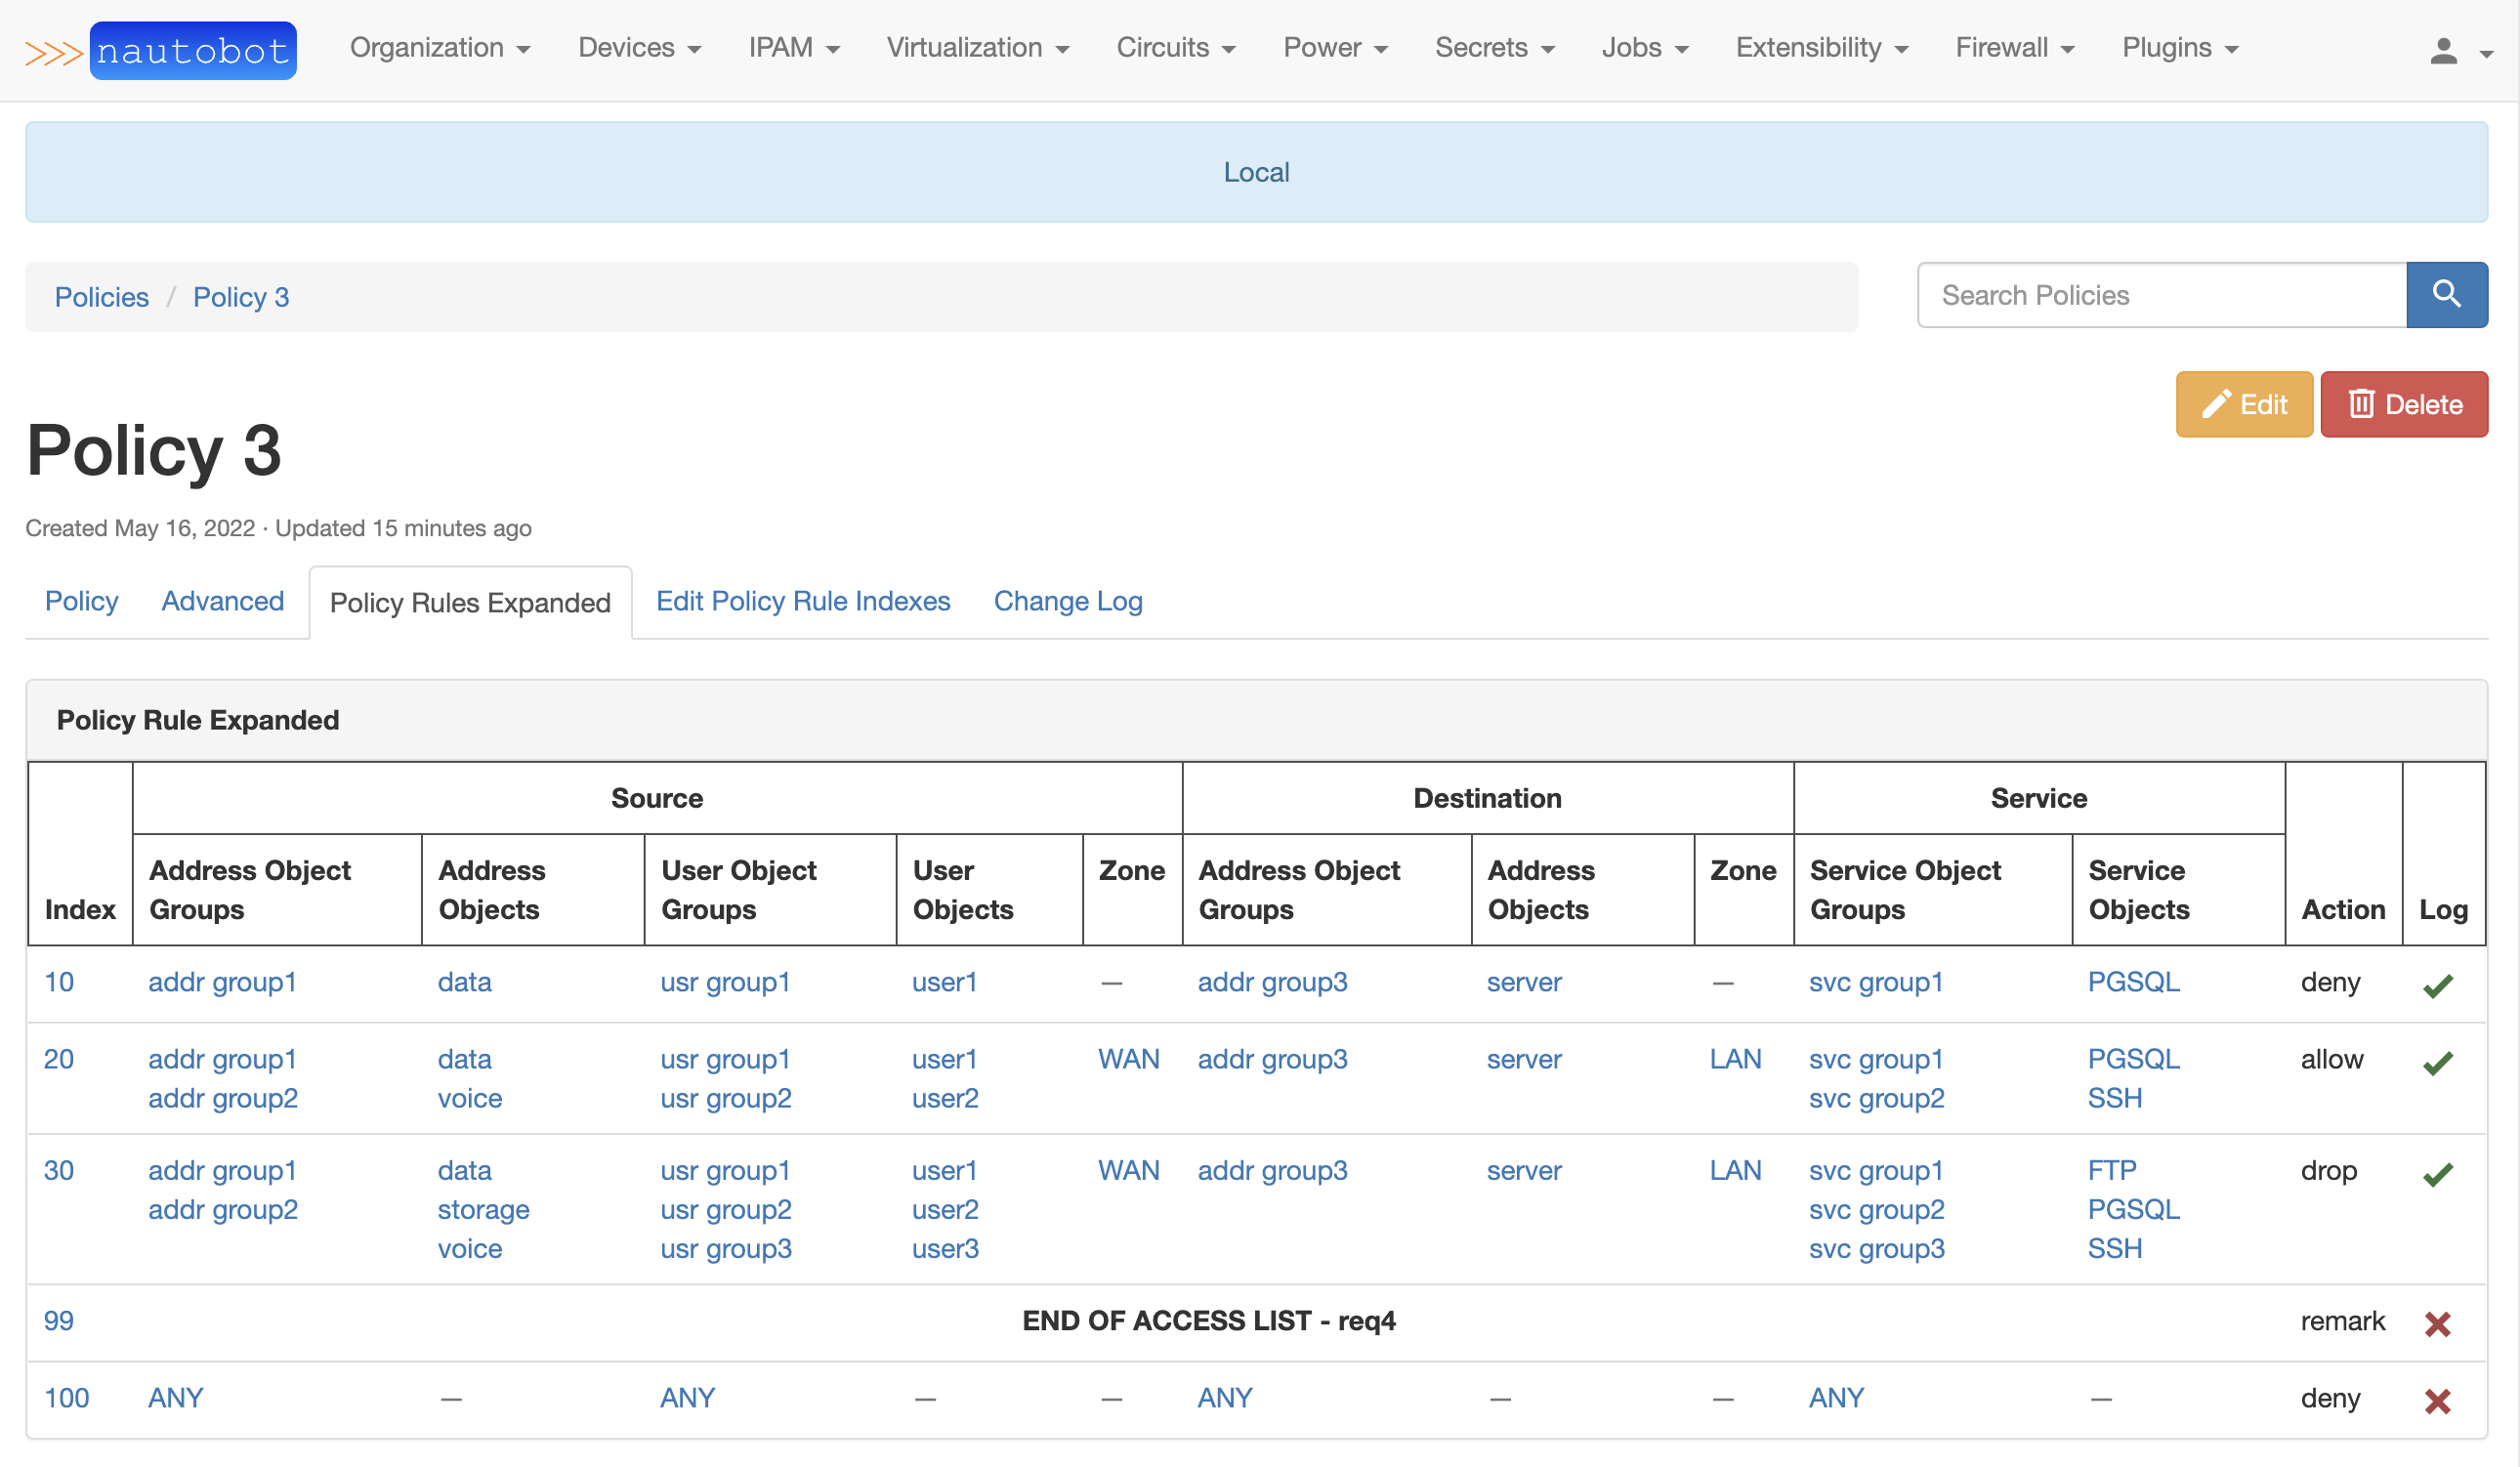 >>> nautobot Organization Devices IPAM Virtualization Circuits Power Secrets Jobs Extensibility Firewall Plugins
Local
Policies / Policy 3
Search Policies
Edit Delete
Policy 3
Created May 16, 2022 · Updated 15 minutes ago
Policy Advanced Policy Rules Expanded Edit Policy Rule Indexes Change Log
Policy Rule Expanded
Source Destination Service
Address Object Address User Object User Zone Address Object Address Zone Service Object Service
Index Groups Objects Groups Objects Groups Objects Groups Objects Action Log
10 addr group1 data usr group1 user1 — addr group3 server — svc group1 PGSQL deny
20 addr group1 data usr group1 user1 WAN addr group3 server LAN svc group1 PGSQL allow
addr group2 voice usr group2 user2 svc group2 SSH
30 addr group1 data usr group1 user1 WAN addr group3 server LAN svc group1 FTP drop
addr group2 storage usr group2 user2 svc group2 PGSQL
voice usr group3 user3 svc group3 SSH
99 END OF ACCESS LIST - req4 remark
100 ANY — ANY — — ANY — — ANY — deny